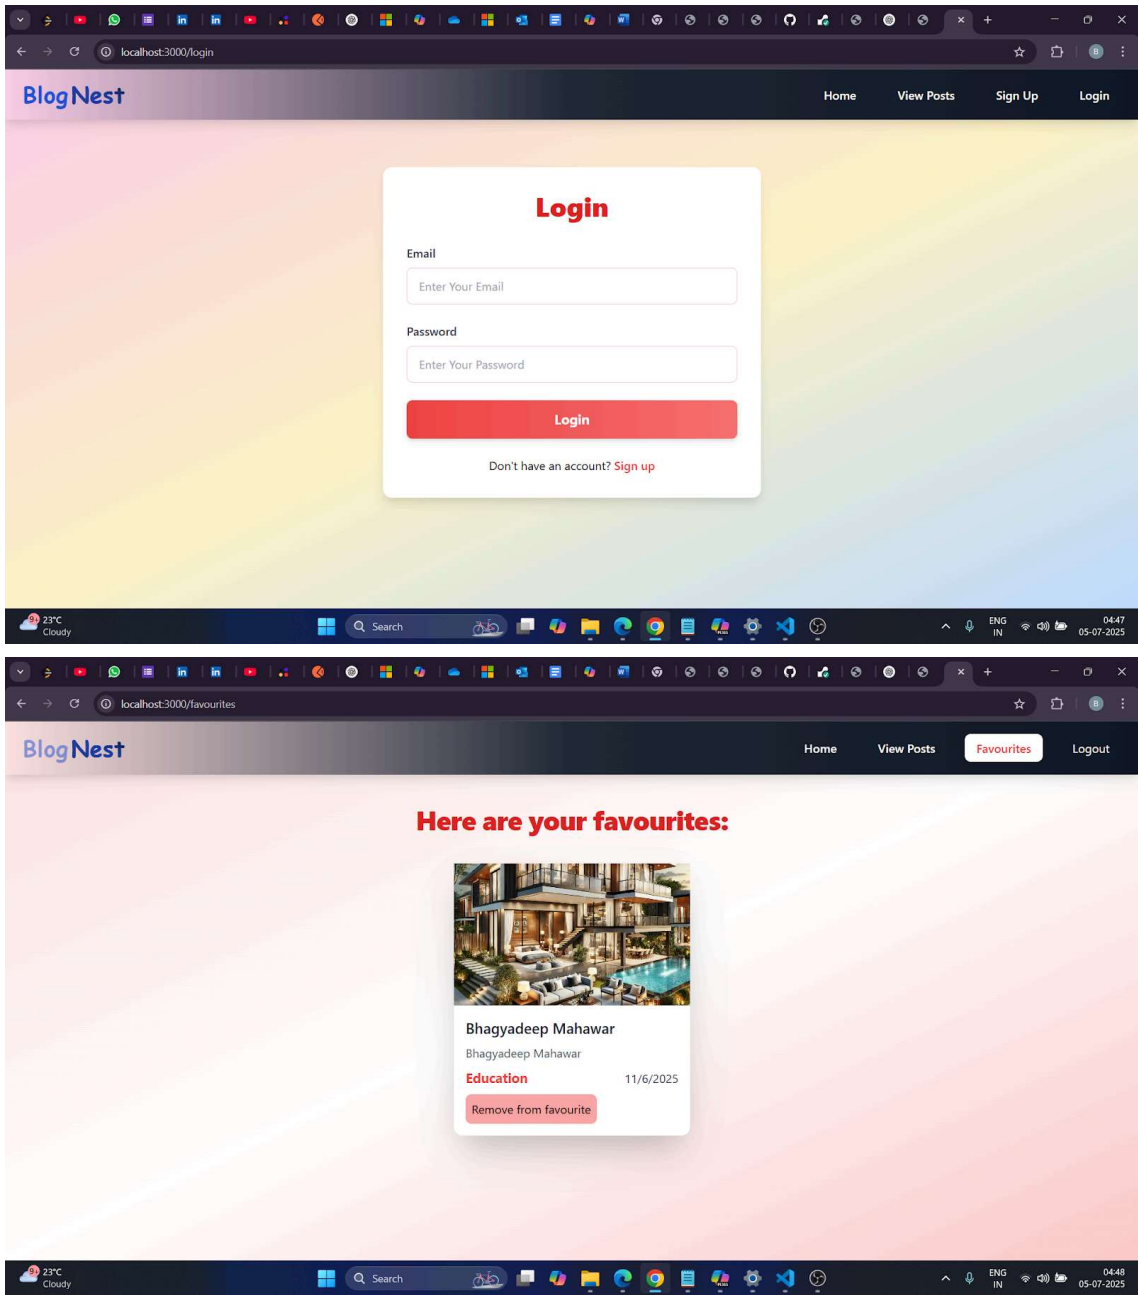 localhost:3000/login
BlogNest
Home View Posts Sign Up Login
Login
Email
Enter Your Email
Password
Enter Your Password
Login
Don't have an account? Sign up
9+ 23°C
Cloudy
Search
ENG
IN
04:47
05-07-2025
localhost:3000/favourites
BlogNest
Home View Posts Favourites Logout
Here are your favourites:
Bhagyadeep Mahawar
Bhagyadeep Mahawar
Education 11/6/2025
Remove from favourite
9+ 23°C
Cloudy
Search
ENG
IN
04:48
05-07-2025